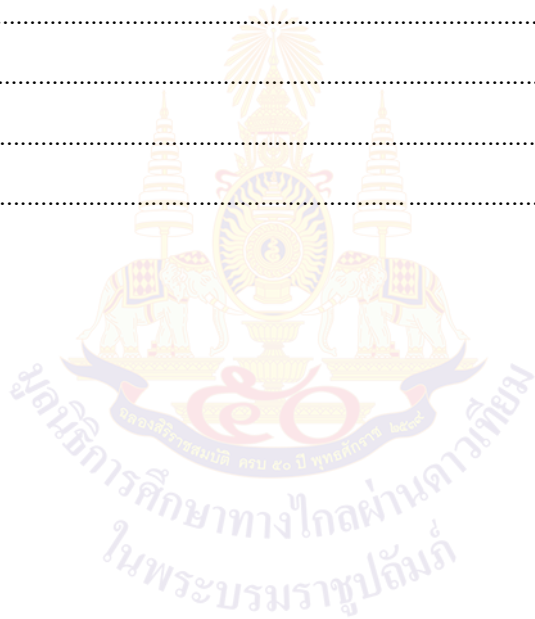 ๕๐
ฉลองสิริราชสมบัติ ครบ ๕๐ ปี พุทธศักราช ๒๕๓๙
มูลนิธิการศึกษาทางไกลผ่านดาวเทียม
ในพระบรมราชูปถัมภ์